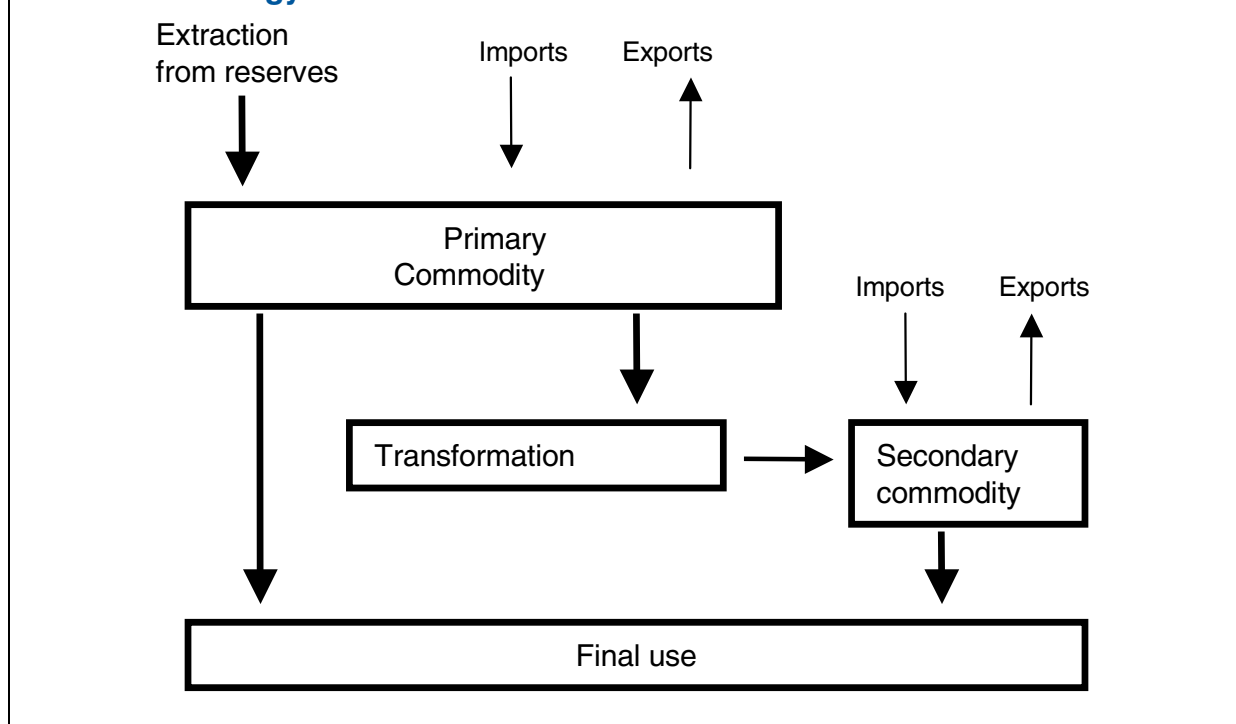 Extraction
from reserves
Imports
Exports
Primary
Commodity
Imports
Exports
Transformation
Secondary
commodity
Final use